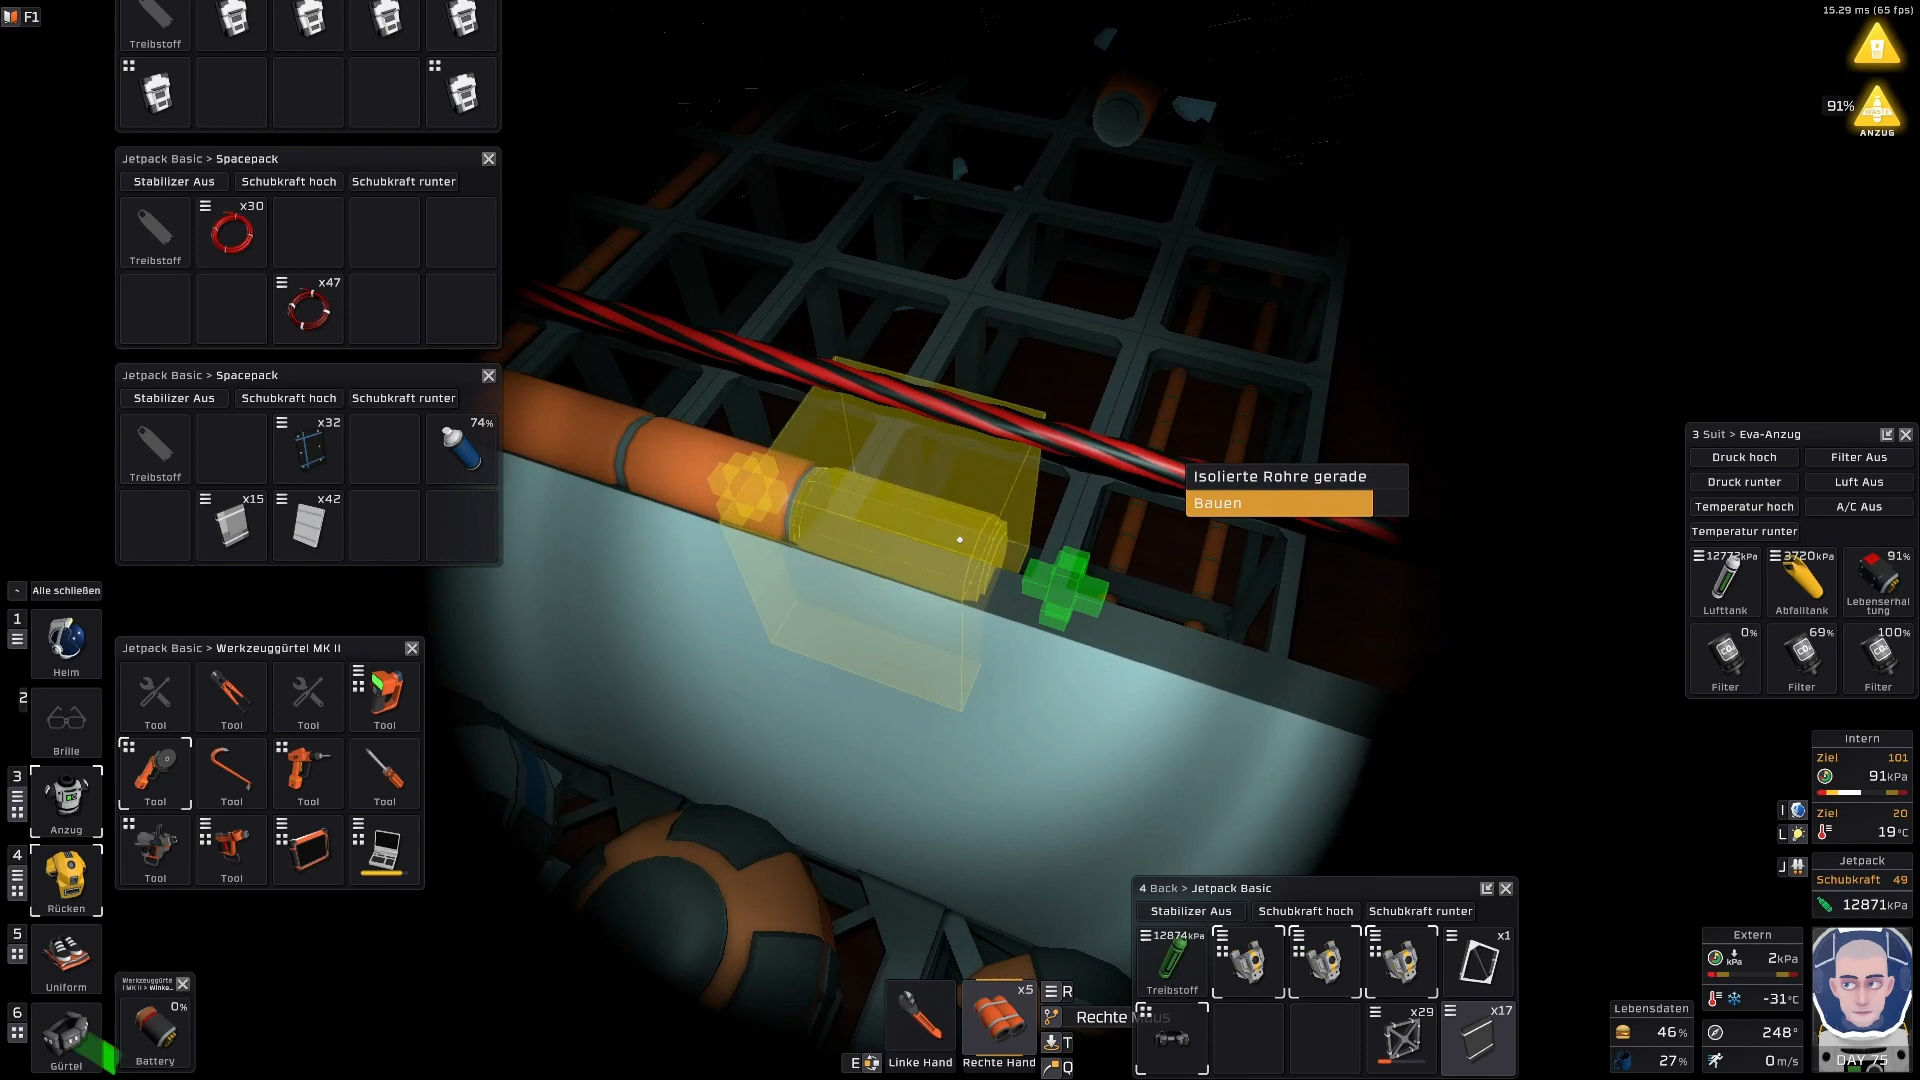 F1
15.29 ms (65 fps)
91%
ANZUG
Treibstoff
Jetpack Basic > Spacepack
Stabilizer Aus
Schubkraft hoch
Schubkraft runter
x30
Treibstoff
x47
Jetpack Basic > Spacepack
Stabilizer Aus
Schubkraft hoch
Schubkraft runter
x32
74%
Treibstoff
x15
x42
Isolierte Rohre gerade
Bauen
3 Suit > Eva-Anzug
Druck hoch
Filter Aus
Druck runter
Luft Aus
Temperatur hoch
A/C Aus
Temperatur runter
12772kPa
3720kPa
91%
Lufttank
Abfalltank
Lebenserhal
tung
0%
69%
100%
Filter
Filter
Filter
~
Alle schließen
1
Helm
2
Brille
3
Anzug
4
Rücken
5
Uniform
6
Gürtel
Jetpack Basic > Werkzeuggürtel MK II
Tool
Tool
Tool
Tool
Tool
Tool
Tool
Tool
Tool
Tool
Tool
Tool
0%
Battery
E
Linke Hand
x5
Rechte Hand
R
Rechte Maus
T
Q
4 Back > Jetpack Basic
Stabilizer Aus
Schubkraft hoch
Schubkraft runter
12874kPa
x1
Treibstoff
x29
x17
Intern
Ziel 101
91kPa
I
Ziel 20
L
19°C
Jetpack
J
Schubkraft 49
12871kPa
Extern
kPa
2kPa
-31°C
Lebensdaten
46%
248°
27%
0m/s
DAY 75